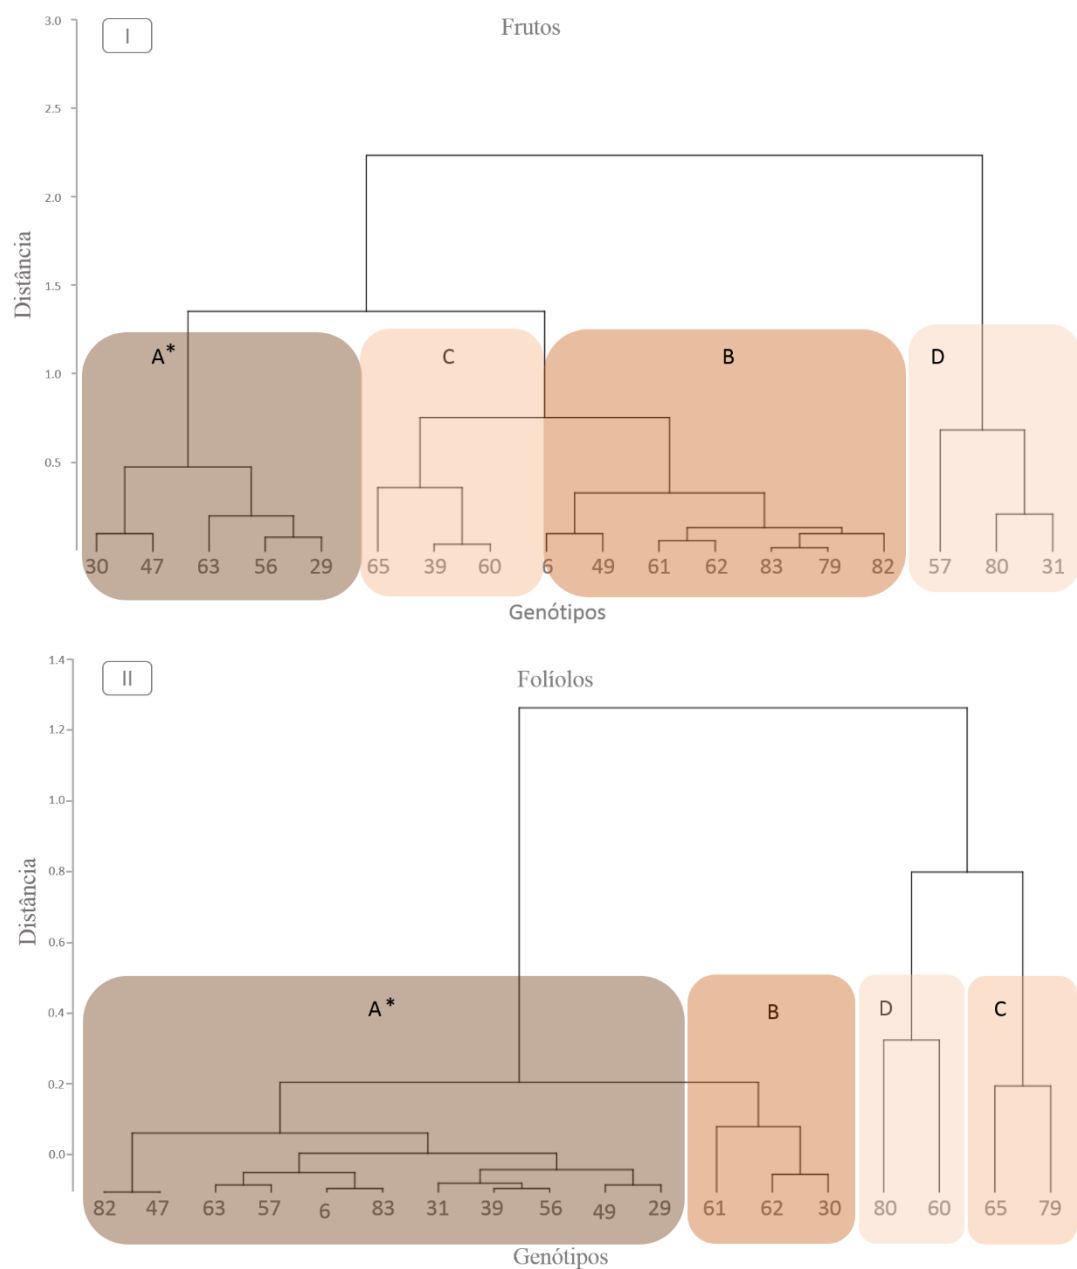 I
Frutos
3.0
2.5
2.0
1.5
1.0
0.5
Distância
A*
C
B
D
30 47 63 56 29 65 39 60 6 49 61 62 83 79 82 57 80 31
Genótipos
II
Folíolos
1.4
1.2
1.0
0.8
0.6
0.4
0.2
0.0
Distância
A*
B
D
C
82 47 63 57 6 83 31 39 56 49 29 61 62 30 80 60 65 79
Genótipos